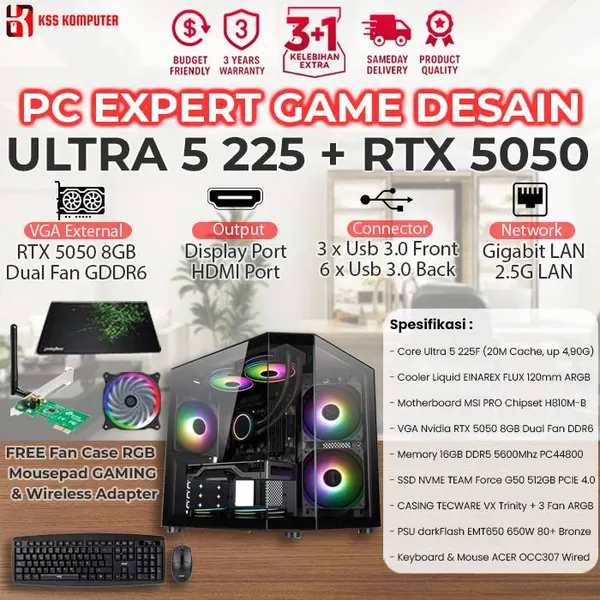 KSS KOMPUTER
BUDGET
FRIENDLY
3
3 YEARS
WARRANTY
3+1
KELEBIHAN
EXTRA
SAMEDAY
DELIVERY
PRODUCT
QUALITY
PC EXPERT GAME DESAIN
ULTRA 5 225 + RTX 5050
VGA External
RTX 5050 8GB
Dual Fan GDDR6
Output
Display Port
HDMI Port
Connector
3 x Usb 3.0 Front
6 x Usb 3.0 Back
Network
Gigabit LAN
2.5G LAN
FREE Fan Case RGB
Mousepad GAMING
& Wireless Adapter
Spesifikasi :
- Core Ultra 5 225F (20M Cache, up 4,90G)
- Cooler Liquid EINAREX FLUX 120mm ARGB
- Motherboard MSI PRO Chipset H810M-B
- VGA Nvidia RTX 5050 8GB Dual Fan DDR6
- Memory 16GB DDR5 5600Mhz PC44800
- SSD NVME TEAM Force G50 512GB PCIE 4.0
- CASING TECWARE VX Trinity + 3 Fan ARGB
- PSU darkFlash EMT650 650W 80+ Bronze
- Keyboard & Mouse ACER OCC307 Wired